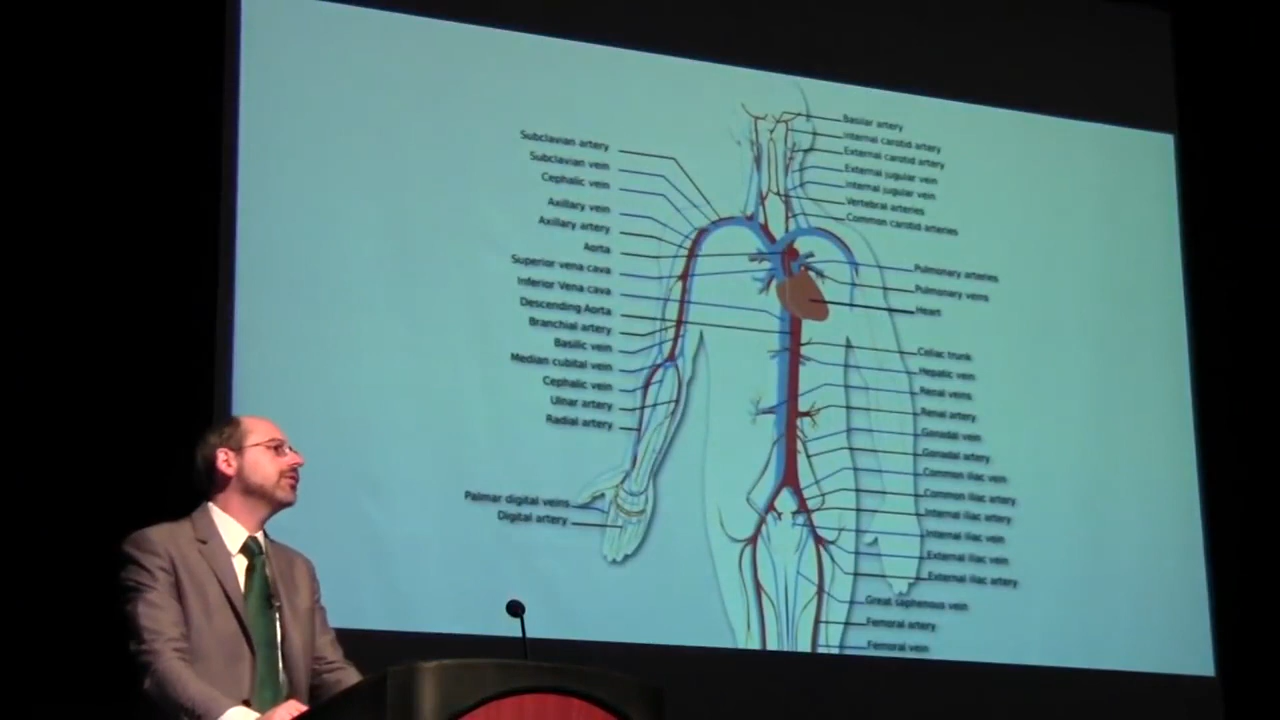 Subclavian artery
Subclavian vein
Cephalic vein
Axillary vein
Axillary artery
Aorta
Superior vena cava
Inferior Vena cava
Descending Aorta
Branchial artery
Basilic vein
Median cubital vein
Cephalic vein
Ulnar artery
Radial artery
Palmar digital veins
Digital artery
Basilar artery
Internal carotid artery
External carotid artery
External jugular vein
Internal jugular vein
Vertebral arteries
Common carotid arteries
Pulmonary arteries
Pulmonary veins
Heart
Celiac trunk
Hepatic vein
Renal veins
Renal artery
Gonadal vein
Gonadal artery
Common iliac vein
Common iliac artery
Internal iliac artery
Internal iliac vein
External iliac vein
External iliac artery
Great saphenous vein
Femoral artery
Femoral vein